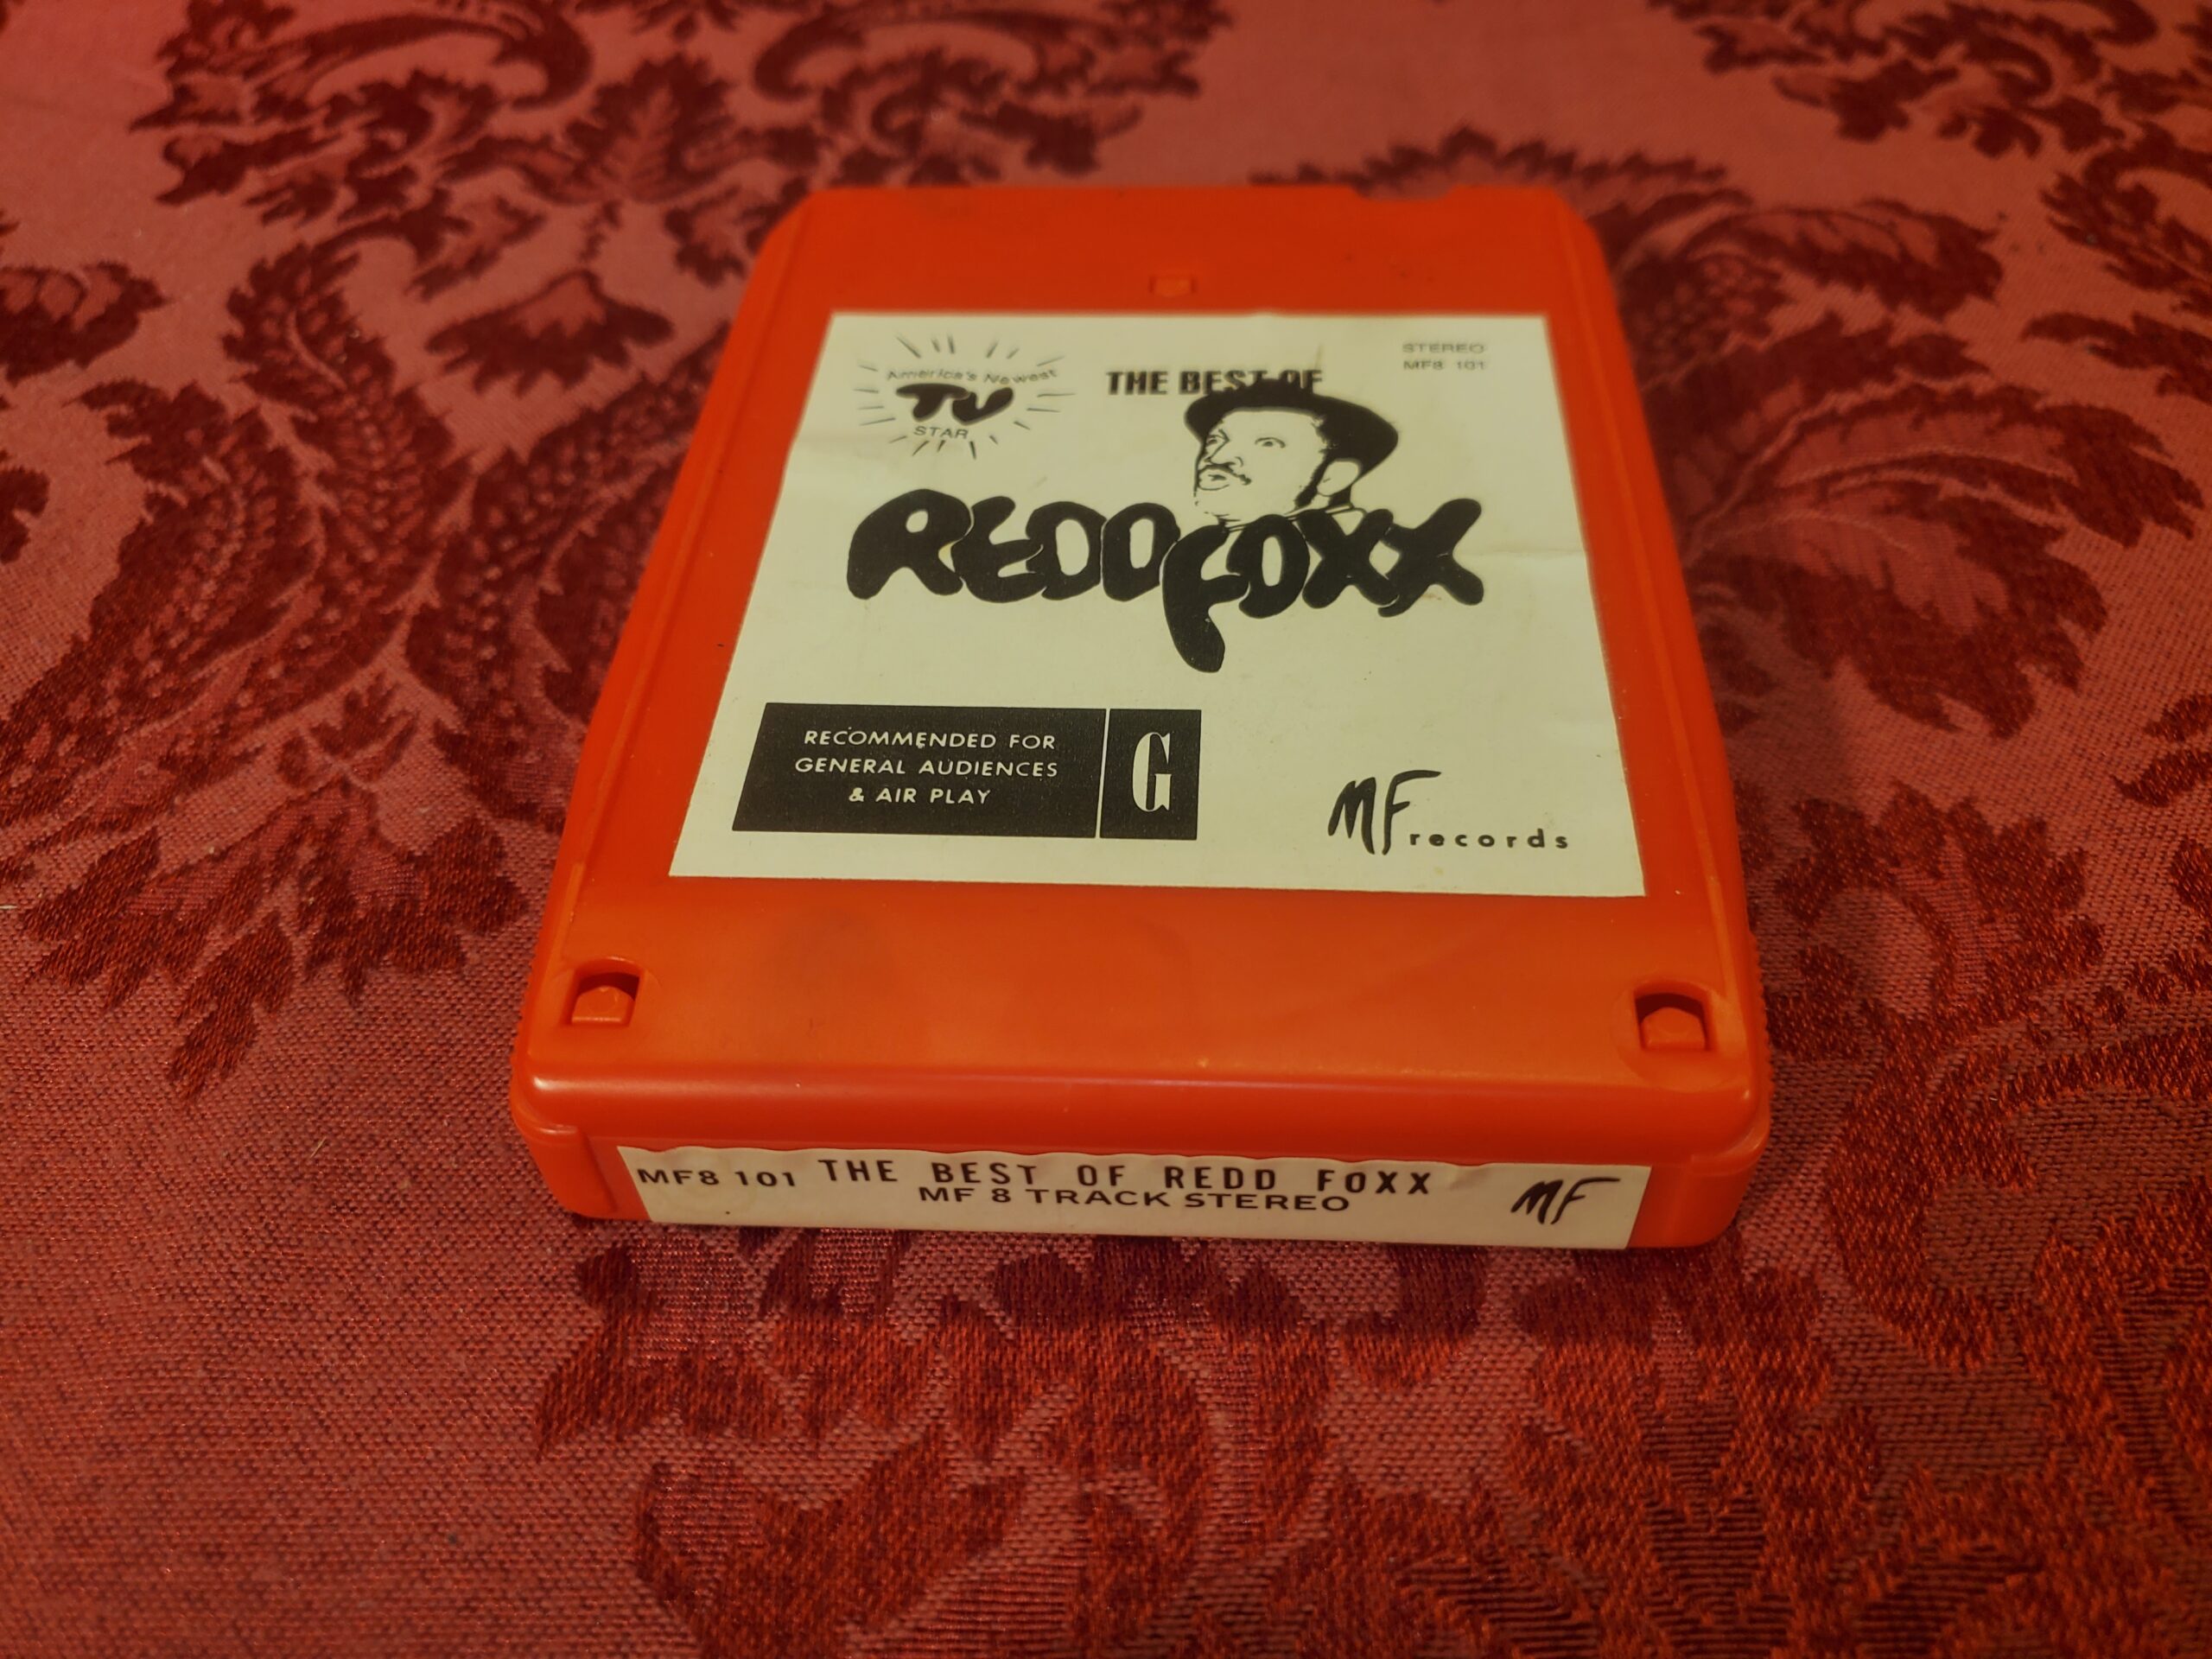 America's Newest
TV
STAR
THE BEST OF
STEREO
MF8 101
REDD FOXX
RECOMMENDED FOR
GENERAL AUDIENCES
& AIR PLAY
G
MF records
MF8 101 THE BEST OF REDD FOXX
MF 8 TRACK STEREO
MF